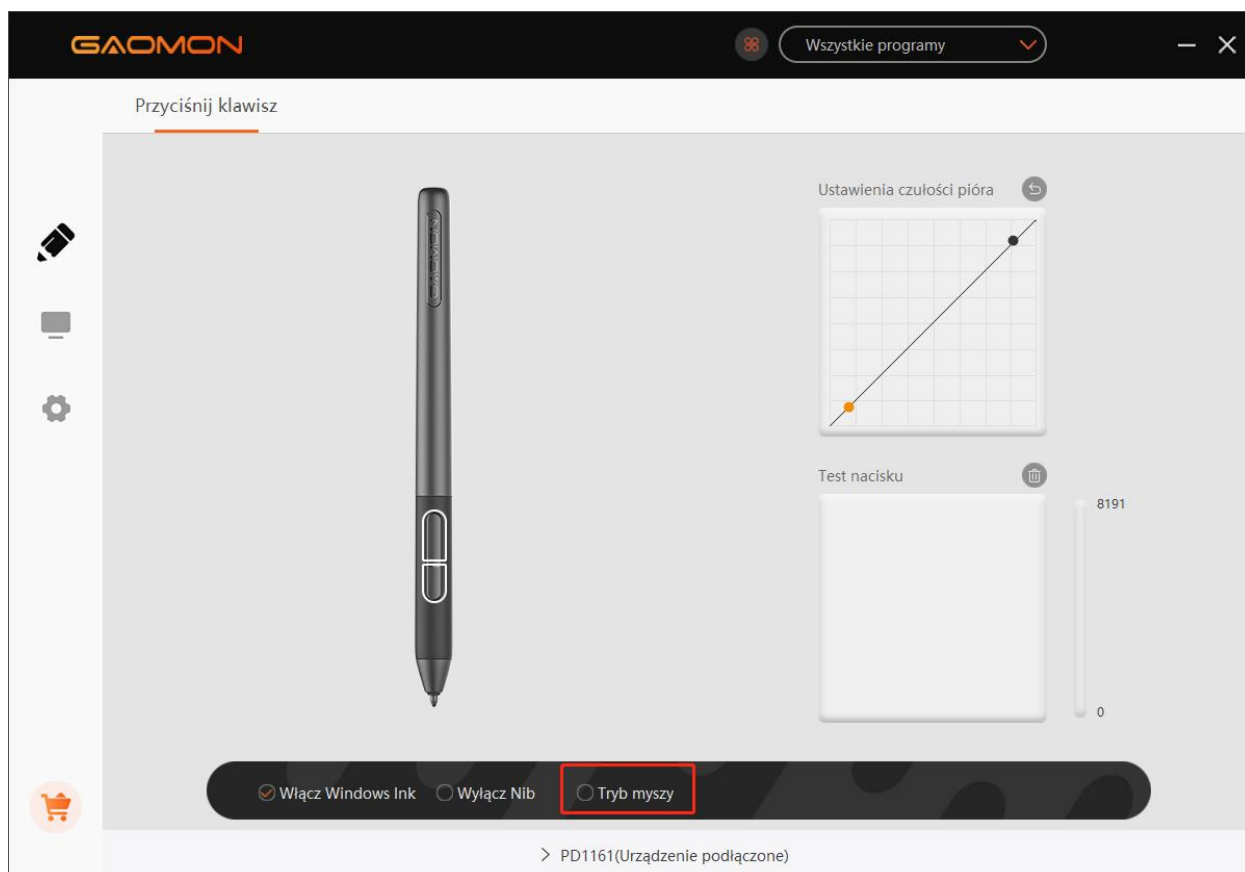 GAOMON
Wszystkie programy
Przyciśnij klawisz
GAOMON
Ustawienia czułości pióra
Test nacisku
8191
0
Włącz Windows Ink
Wyłącz Nib
Tryb myszy
PD1161(Urządzenie podłączone)